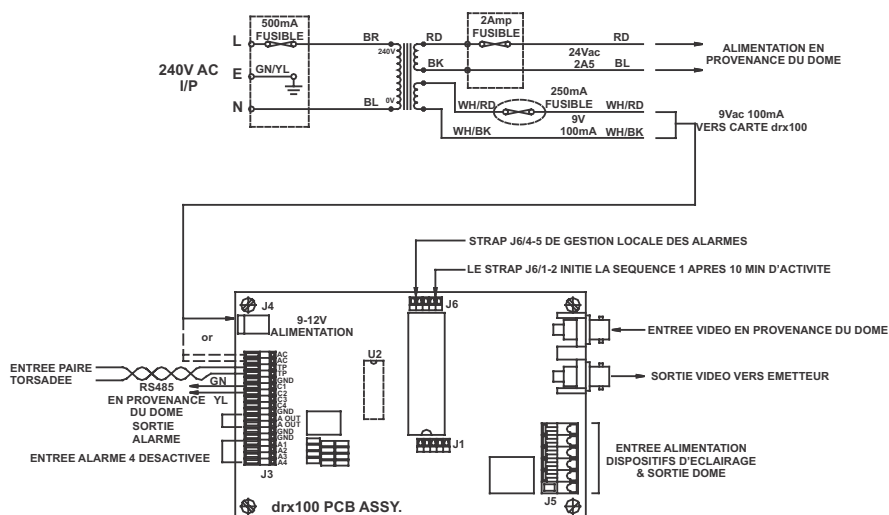 500mA
FUSIBLE
L
BR
240V
RD
2Amp
FUSIBLE
RD
240V AC
I/P
E
GN/YL
BK
24Vac
2A5
BL
ALIMENTATION EN
PROVENANCE DU DOME
N
BL
0V
WH/RD
250mA
FUSIBLE
WH/RD
9V
100mA
WH/BK
WH/BK
9Vac 100mA
VERS CARTE drx100
STRAP J6/4-5 DE GESTION LOCALE DES ALARMES
LE STRAP J6/1-2 INITIE LA SEQUENCE 1 APRES 10 MIN D'ACTIVITE
J4
J6
9-12V
ALIMENTATION
or
ENTREE VIDEO EN PROVENANCE DU DOME
U2
SORTIE VIDEO VERS EMETTEUR
ENTREE PAIRE
TORSADEE
RS485
GN
EN PROVENANCE
DU DOME
YL
SORTIE
ALARME
ENTREE ALARME 4 DESACTIVEE
AC
AC
TP
TP
GND
C1
C2
C3
C4
GND
A OUT
A OUT
GND
GND
A1
A2
A3
A4
J3
J1
ENTREE ALIMENTATION
DISPOSITIFS D'ECLAIRAGE
& SORTIE DOME
J5
drx100 PCB ASSY.